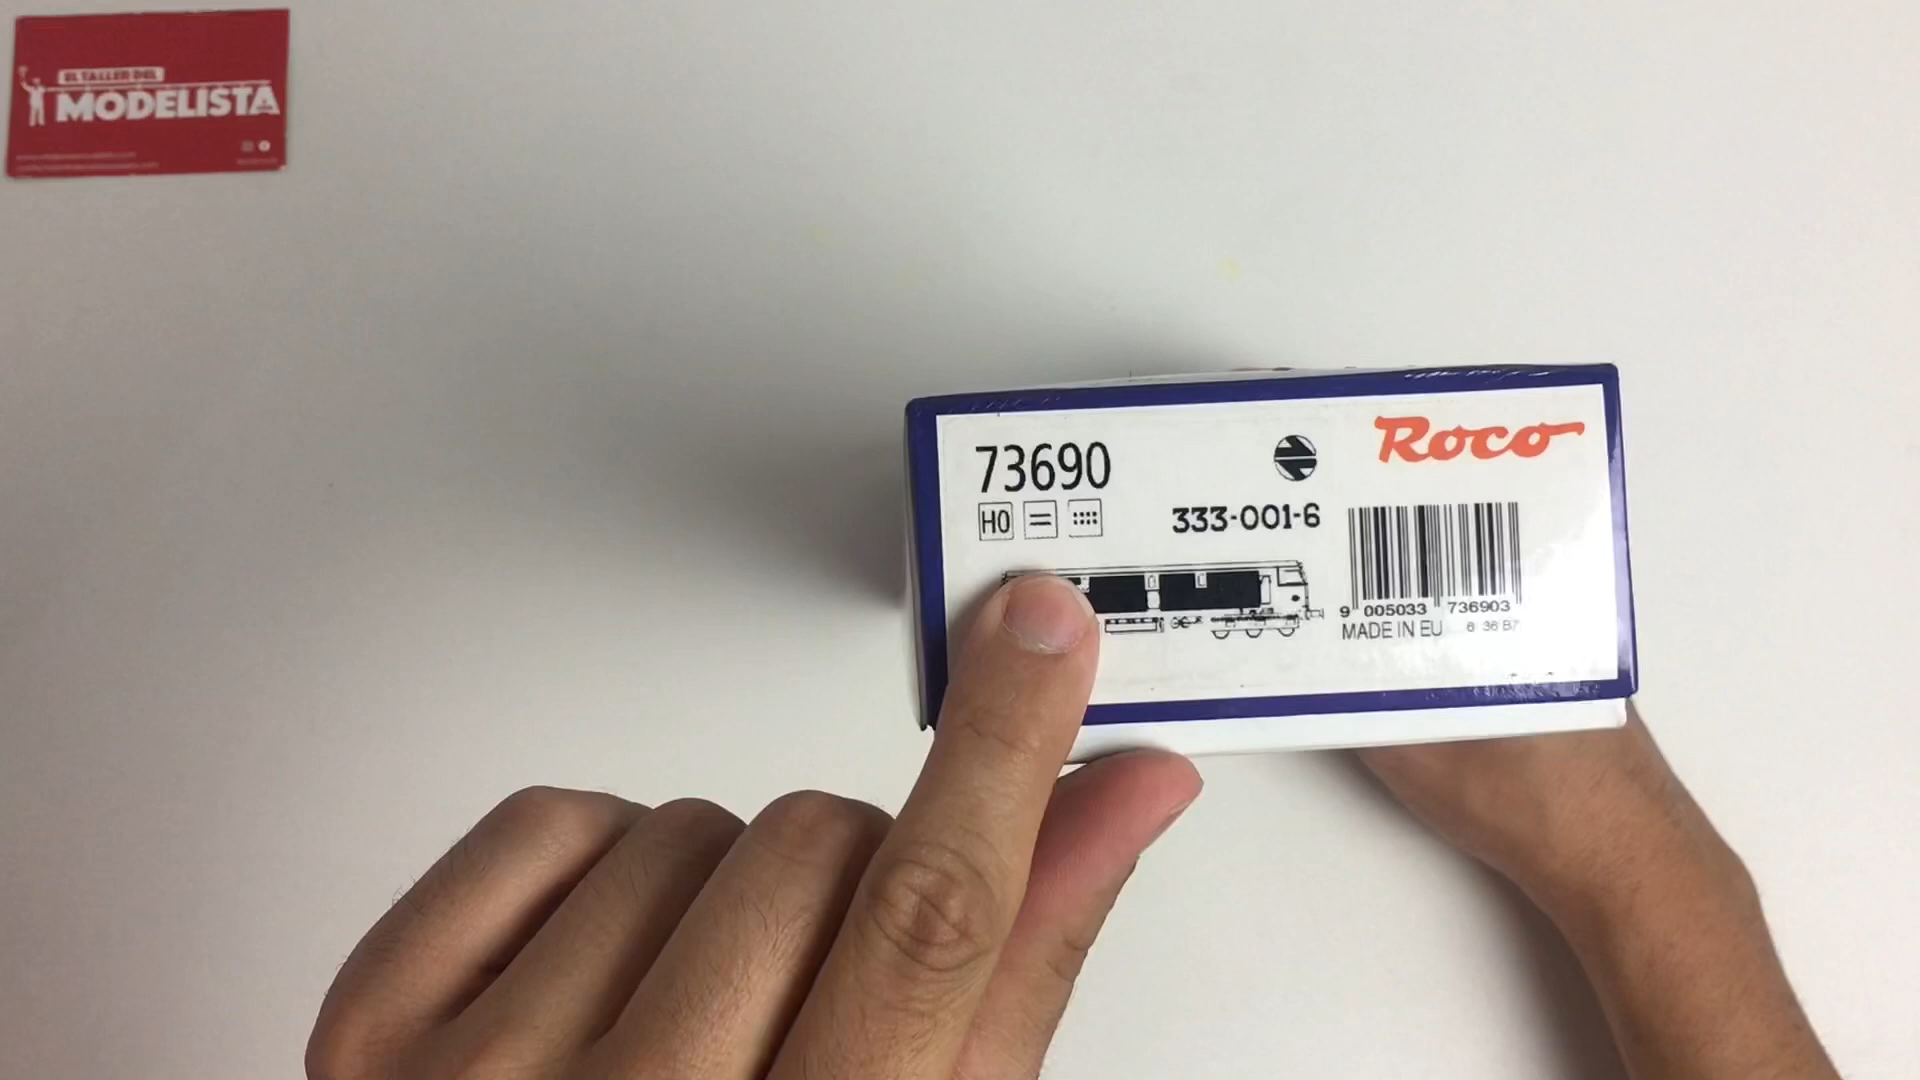 EL TALLER DEL
MODELISTA
73690
Roco
H0
333-001-6
9 005033 736903
MADE IN EU